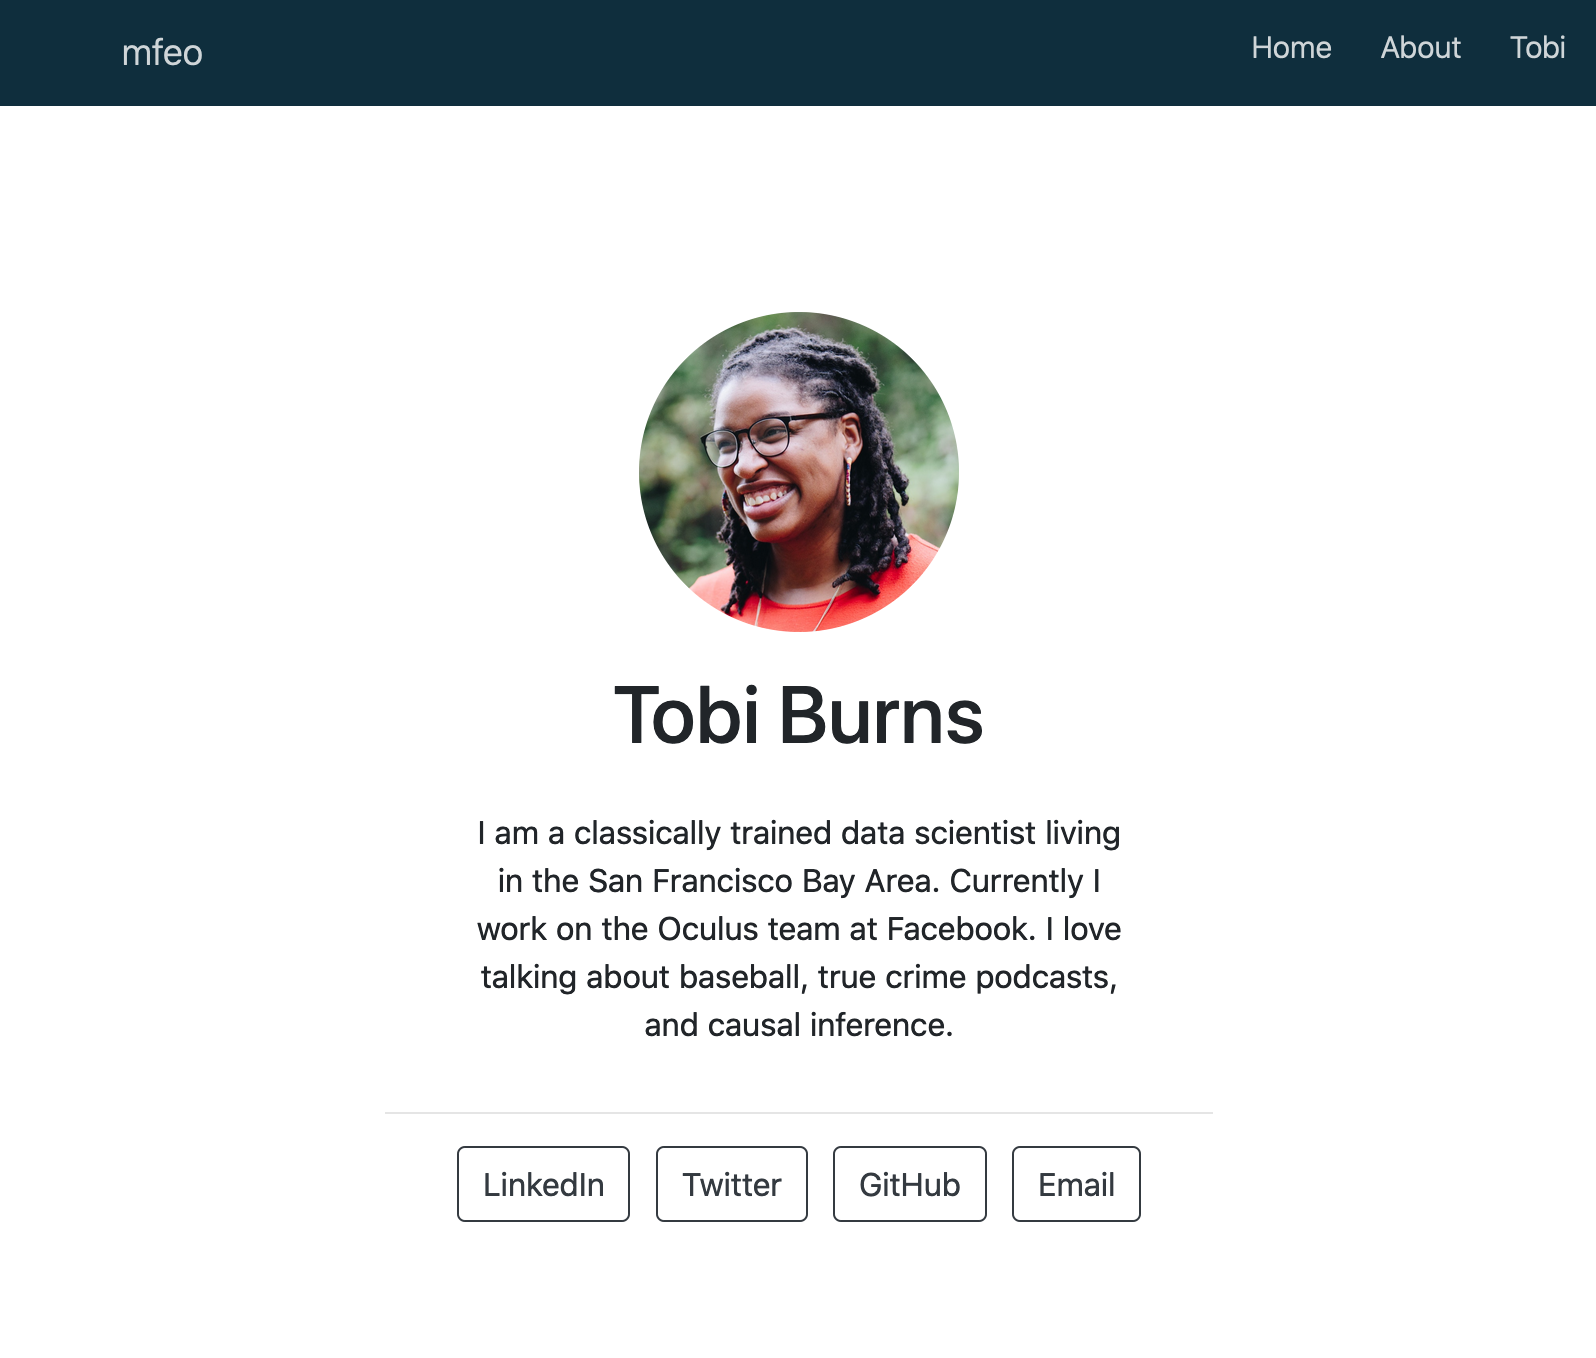 mfeo
Home About Tobi
Tobi Burns
I am a classically trained data scientist living
in the San Francisco Bay Area. Currently I
work on the Oculus team at Facebook. I love
talking about baseball, true crime podcasts,
and causal inference.
LinkedIn Twitter GitHub Email